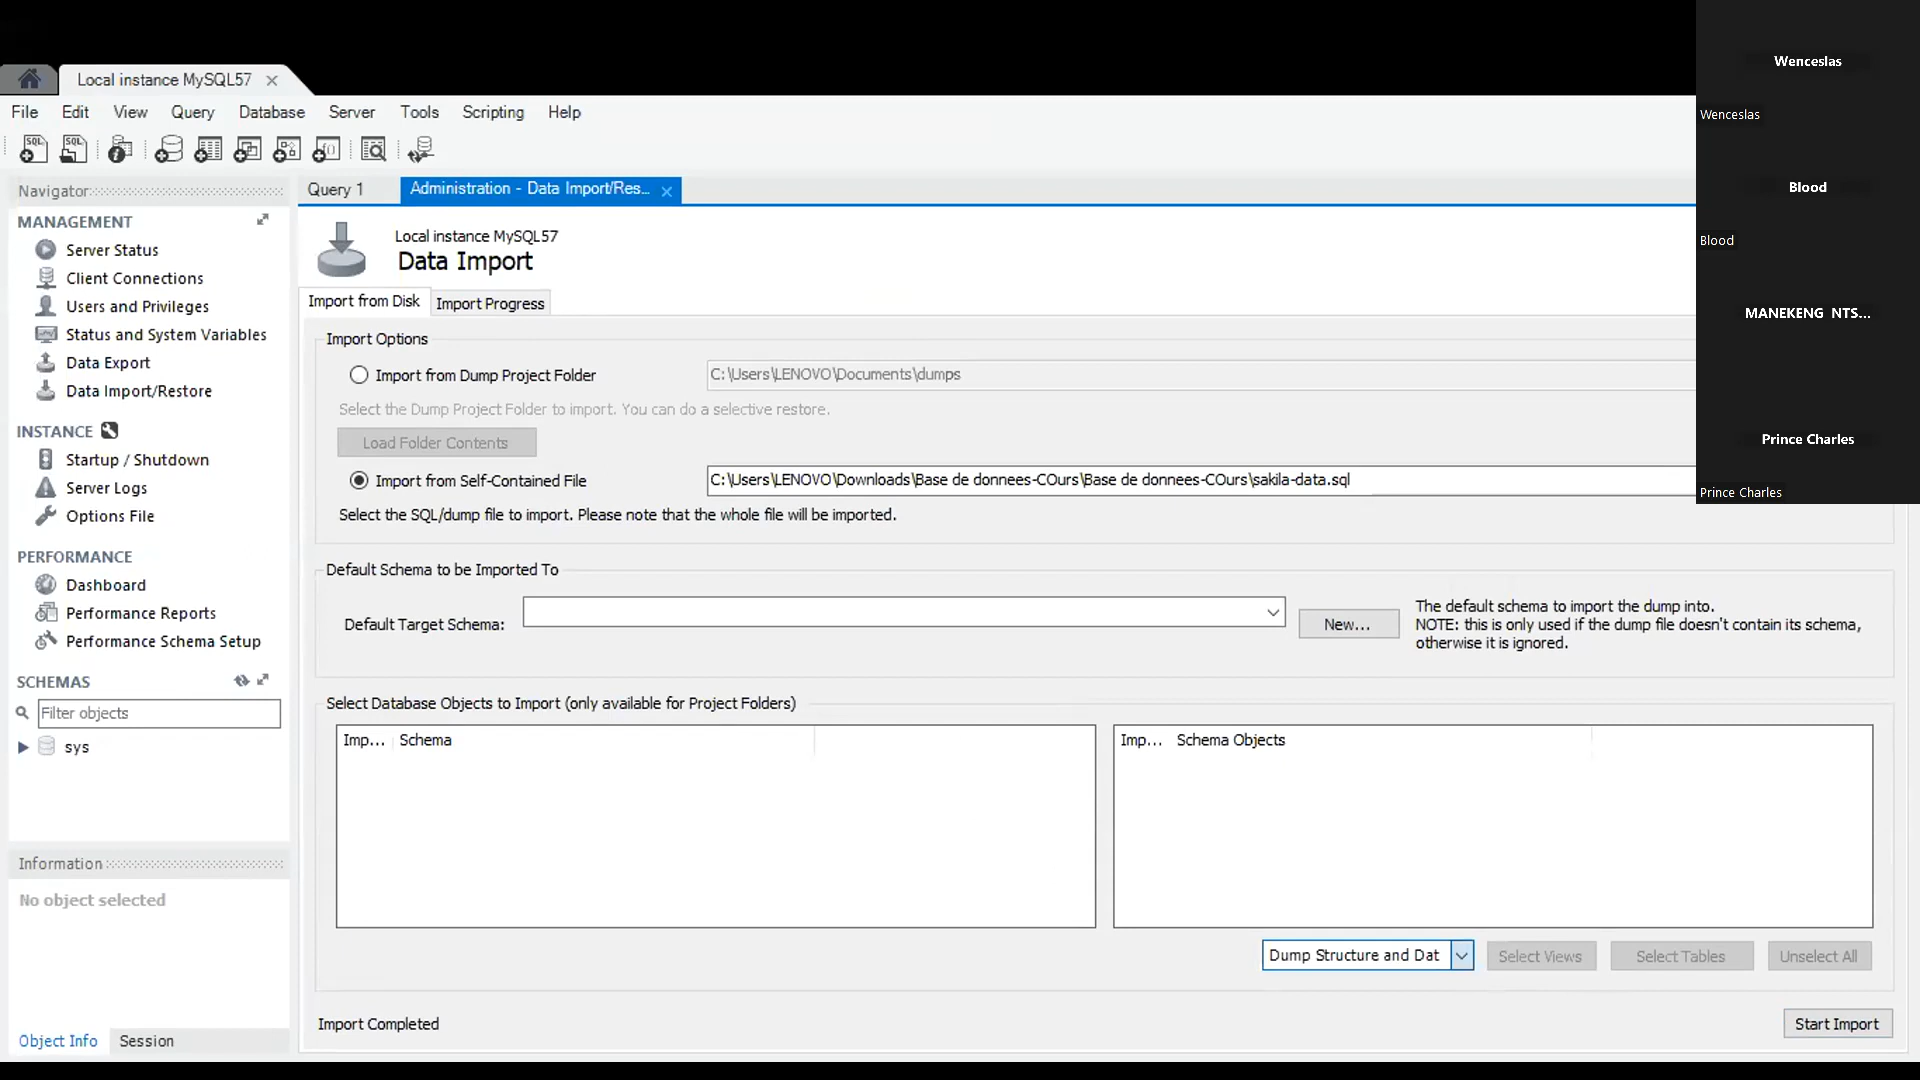 Local instance MySQL57
File Edit View Query Database Server Tools Scripting Help
Navigator
MANAGEMENT
Server Status
Client Connections
Users and Privileges
Status and System Variables
Data Export
Data Import/Restore
INSTANCE
Startup / Shutdown
Server Logs
Options File
PERFORMANCE
Dashboard
Performance Reports
Performance Schema Setup
SCHEMAS
Filter objects
sys
Information
No object selected
Object Info Session
Query 1 Administration - Data Import/Res...
Local instance MySQL57
Data Import
Import from Disk Import Progress
Import Options
Import from Dump Project Folder C:\Users\LENOVO\Documents\dumps
Select the Dump Project Folder to import. You can do a selective restore.
Load Folder Contents
Import from Self-Contained File C:\Users\LENOVO\Downloads\Base de donnees-COurs\Base de donnees-COurs\sakila-data.sql
Select the SQL/dump file to import. Please note that the whole file will be imported.
Default Schema to be Imported To
Default Target Schema: New...
The default schema to import the dump into.
NOTE: this is only used if the dump file doesn't contain its schema,
otherwise it is ignored.
Select Database Objects to Import (only available for Project Folders)
Imp... Schema
Imp... Schema Objects
Dump Structure and Dat Select Views Select Tables Unselect All
Import Completed Start Import
Wenceslas
Wenceslas
Blood
Blood
MANEKENG NTS...
Prince Charles
Prince Charles